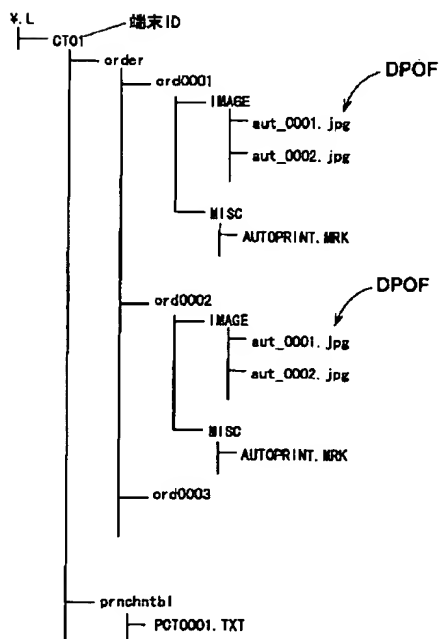 ¥.L
CT01
端末ID
order
ord0001
DPOF
IMAGE
aut_0001.jpg
aut_0002.jpg
MISC
AUTOPRINT.MRK
ord0002
DPOF
IMAGE
aut_0001.jpg
aut_0002.jpg
MISC
AUTOPRINT.MRK
ord0003
prnchntbl
PCT0001.TXT